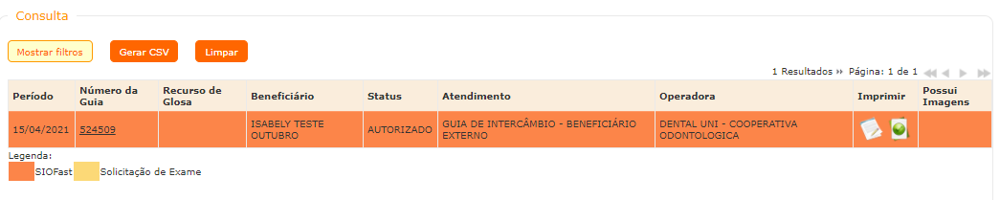 Consulta
Mostrar filtros Gerar CSV Limpar
1 Resultados » Página: 1 de 1
Período Número da Guia Recurso de Glosa Beneficiário Status Atendimento Operadora Imprimir Possui Imagens
15/04/2021 524509 ISABELY TESTE OUTUBRO AUTORIZADO GUIA DE INTERCÂMBIO - BENEFICIÁRIO EXTERNO DENTAL UNI - COOPERATIVA ODONTOLOGICA
Legenda:
SIOFast Solicitação de Exame